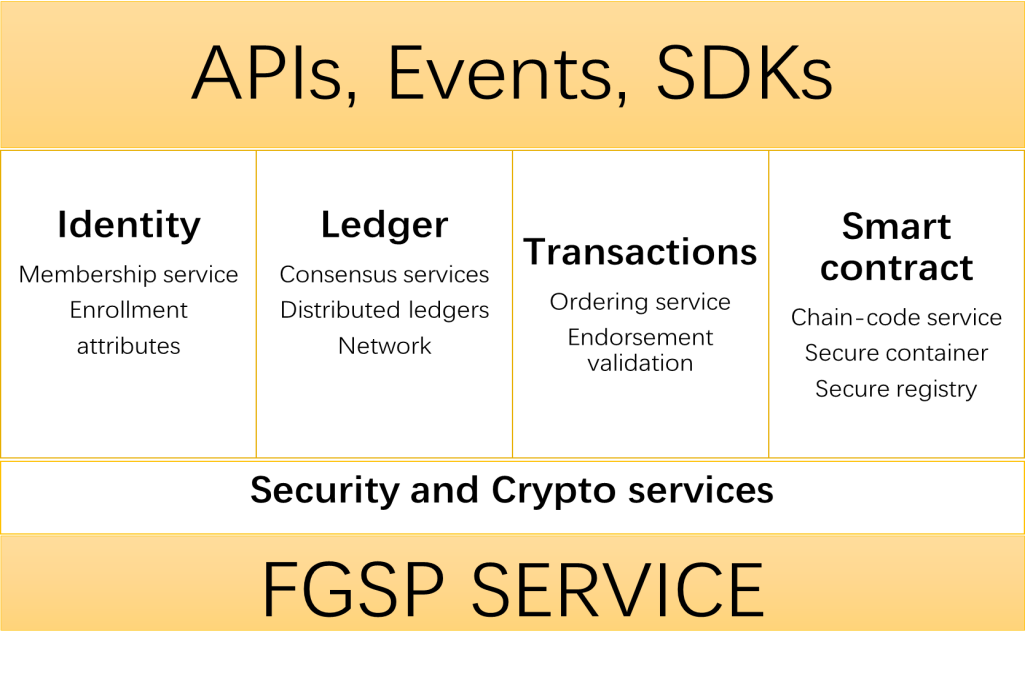 APIs, Events, SDKs
Identity
Membership service
Enrollment
attributes
Ledger
Consensus services
Distributed ledgers
Network
Transactions
Ordering service
Endorsement
validation
Smart
contract
Chain-code service
Secure container
Secure registry
Security and Crypto services
FGSP SERVICE